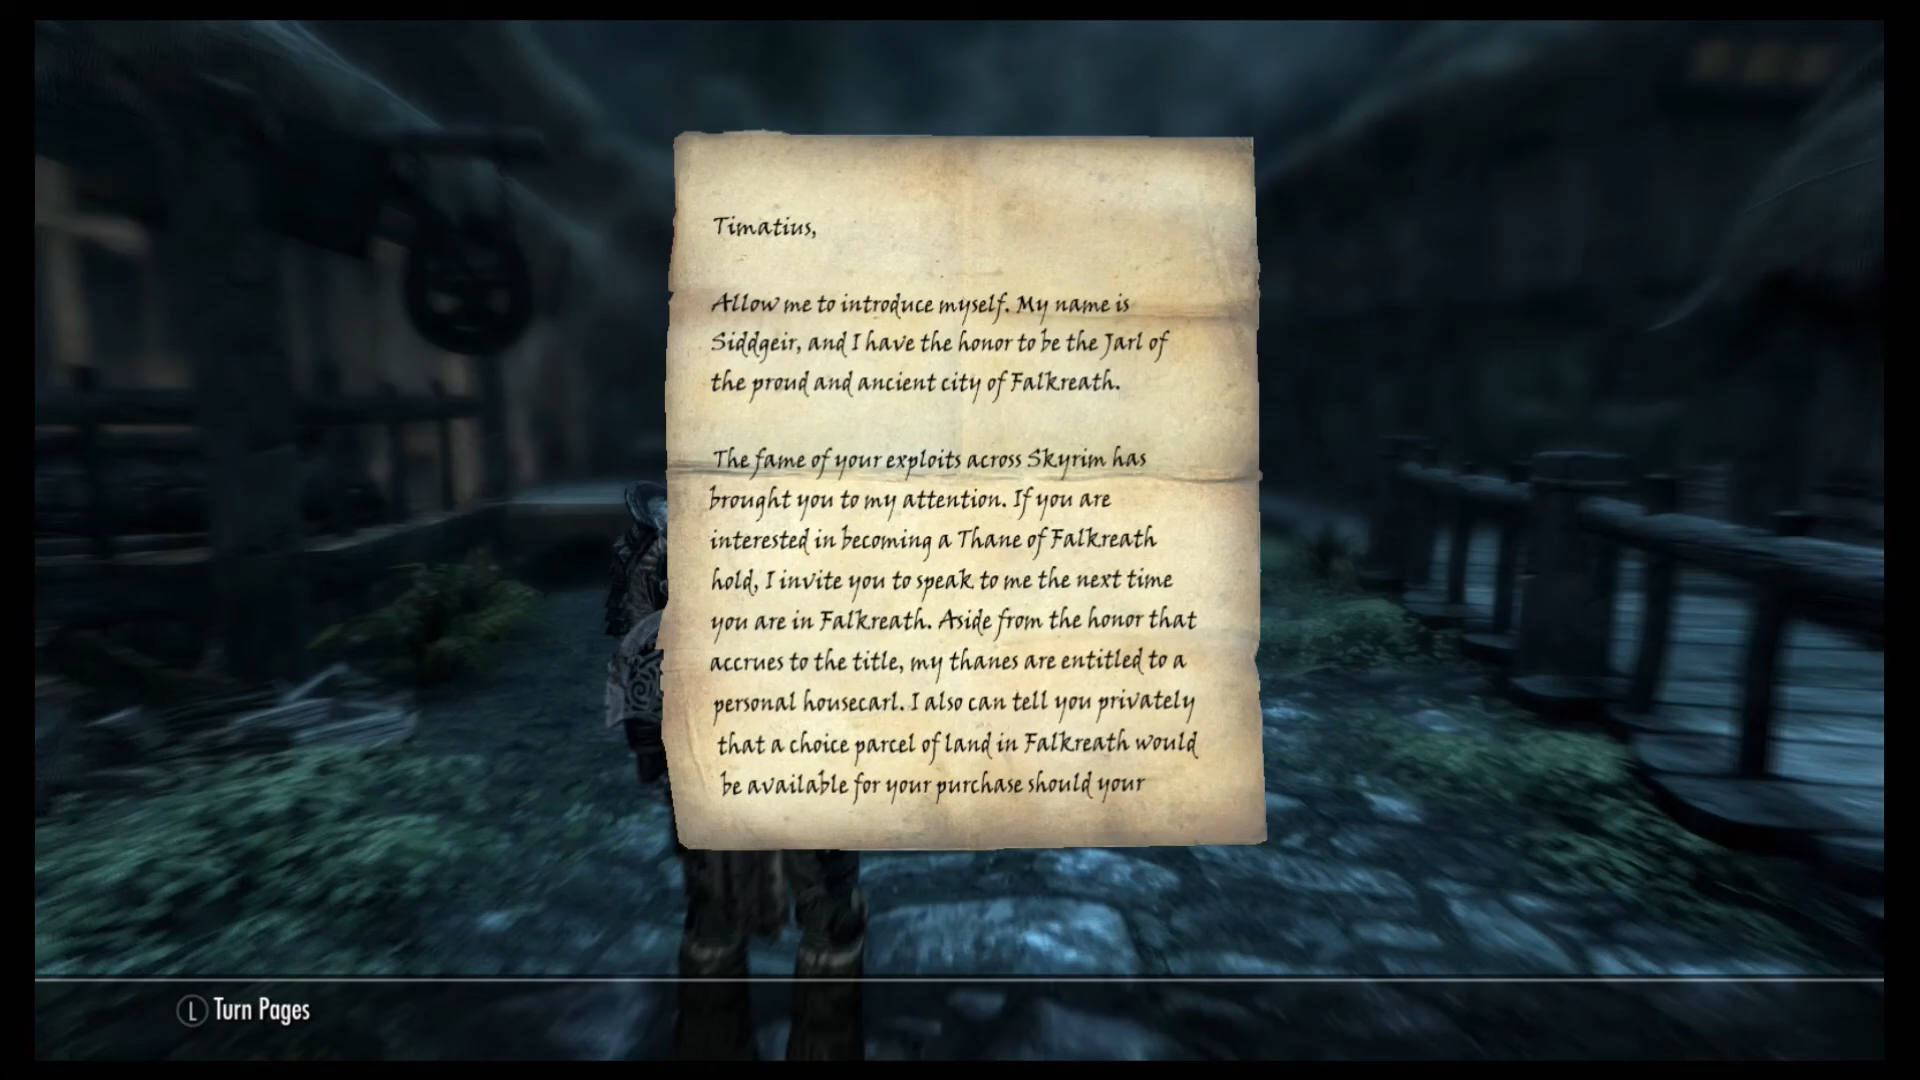 Timatius,
Allow me to introduce myself. My name is
Siddgeir, and I have the honor to be the Jarl of
the proud and ancient city of Falkreath.
The fame of your exploits across Skyrim has
brought you to my attention. If you are
interested in becoming a Thane of Falkreath
hold, I invite you to speak to me the next time
you are in Falkreath. Aside from the honor that
accrues to the title, my thanes are entitled to a
personal housecarl. I also can tell you privately
that a choice parcel of land in Falkreath would
be available for your purchase should your
L Turn Pages